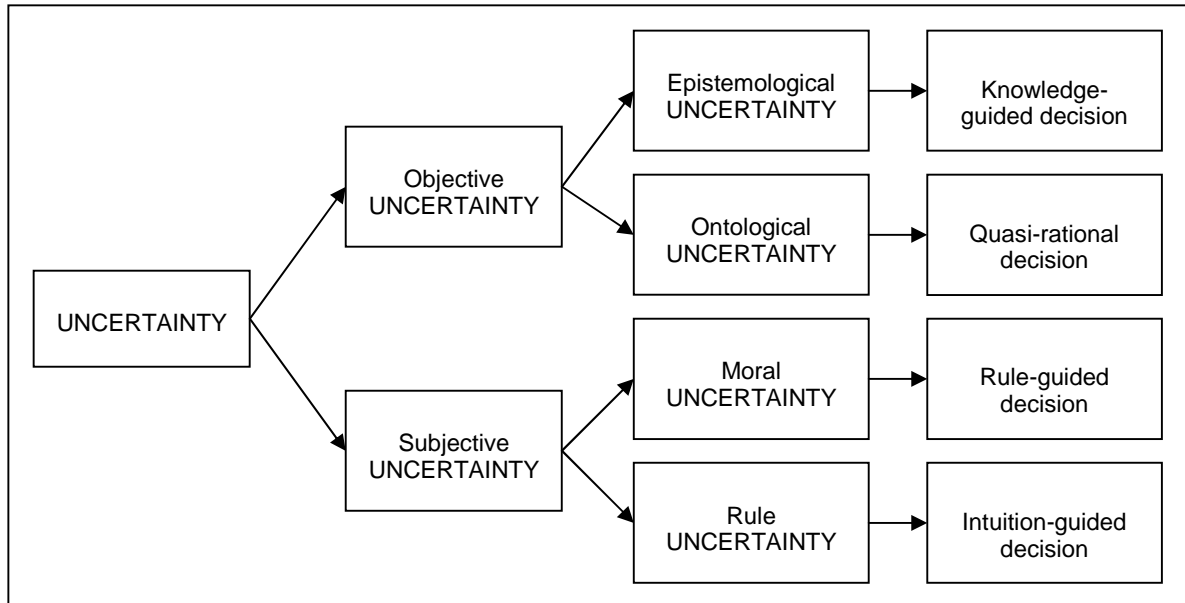 Epistemological
UNCERTAINTY
Knowledge-
guided decision
Objective
UNCERTAINTY
Ontological
UNCERTAINTY
Quasi-rational
decision
UNCERTAINTY
Moral
UNCERTAINTY
Rule-guided
decision
Subjective
UNCERTAINTY
Rule
UNCERTAINTY
Intuition-guided
decision